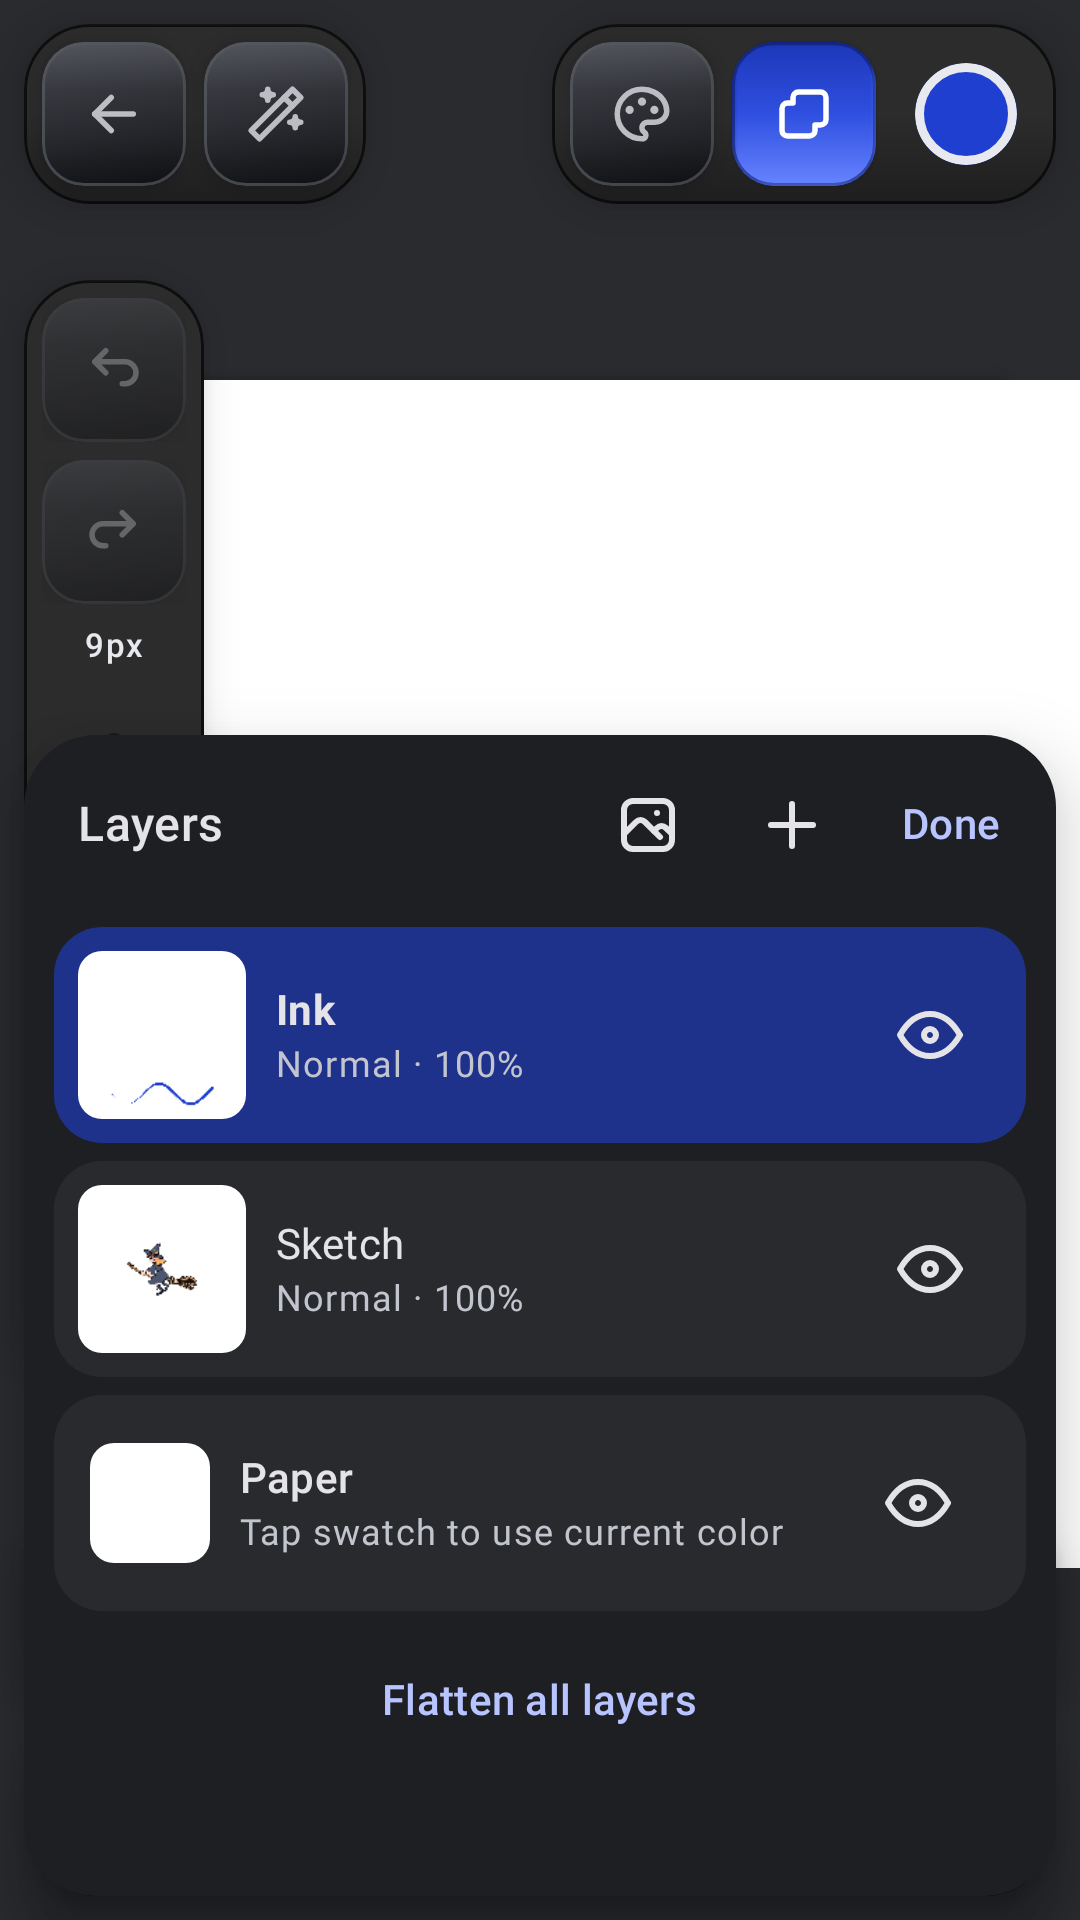 9px
Layers
Done
Ink
Normal · 100%
Sketch
Normal · 100%
Paper
Tap swatch to use current color
Flatten all layers